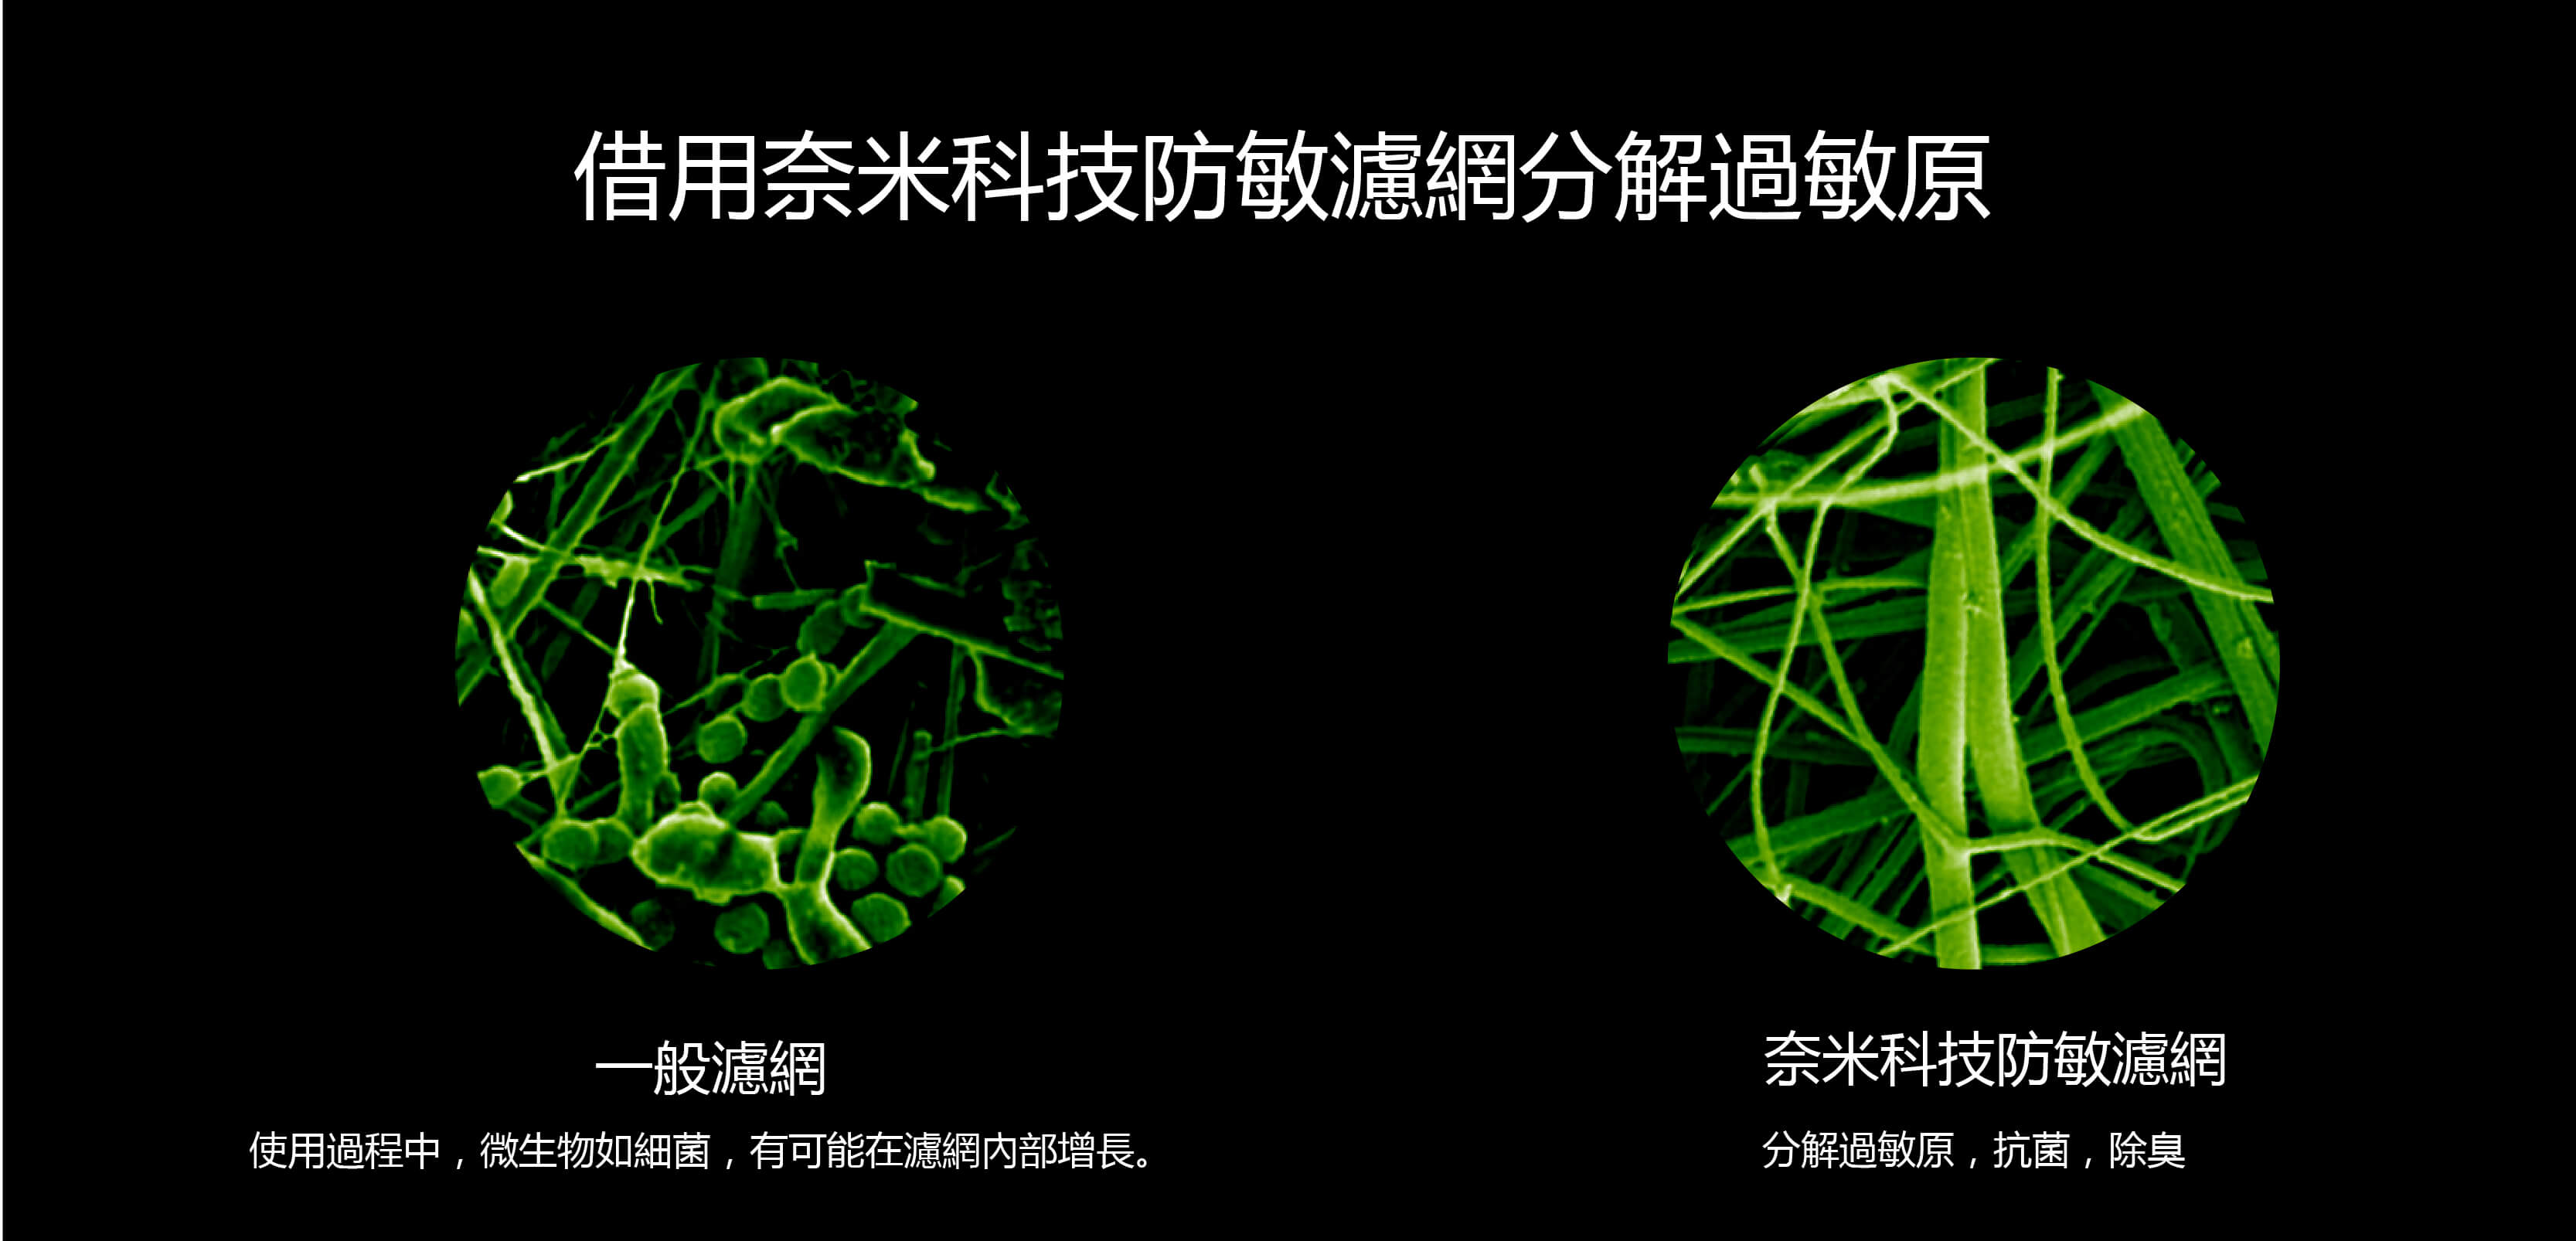 借用奈米科技防敏濾網分解過敏原
一般濾網
使用過程中，微生物如細菌，有可能在濾網內部增長。
奈米科技防敏濾網
分解過敏原，抗菌，除臭